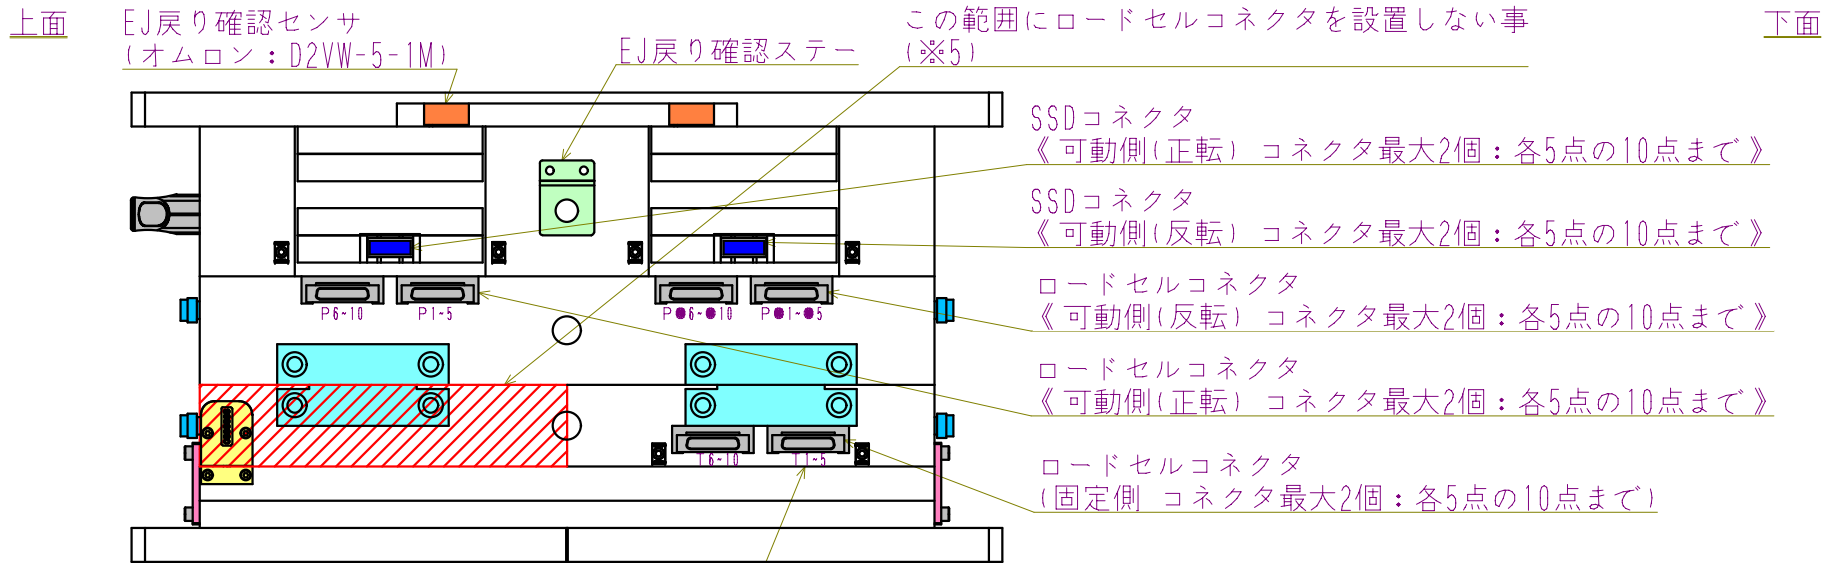 上面
EJ戻り確認センサ
(オムロン：D2VW-5-1M)
EJ戻り確認ステー
この範囲にロードセルコネクタを設置しない事
(※5)
下面
SSDコネクタ
《可動側(正転) コネクタ最大2個：各5点の10点まで》
SSDコネクタ
《可動側(反転) コネクタ最大2個：各5点の10点まで》
ロードセルコネクタ
《可動側(反転) コネクタ最大2個：各5点の10点まで》
ロードセルコネクタ
《可動側(正転) コネクタ最大2個：各5点の10点まで》
ロードセルコネクタ
(固定側 コネクタ最大2個：各5点の10点まで)
P6~10
P1~5
P●6~●10
P●1~●5
T6~10
T1~5